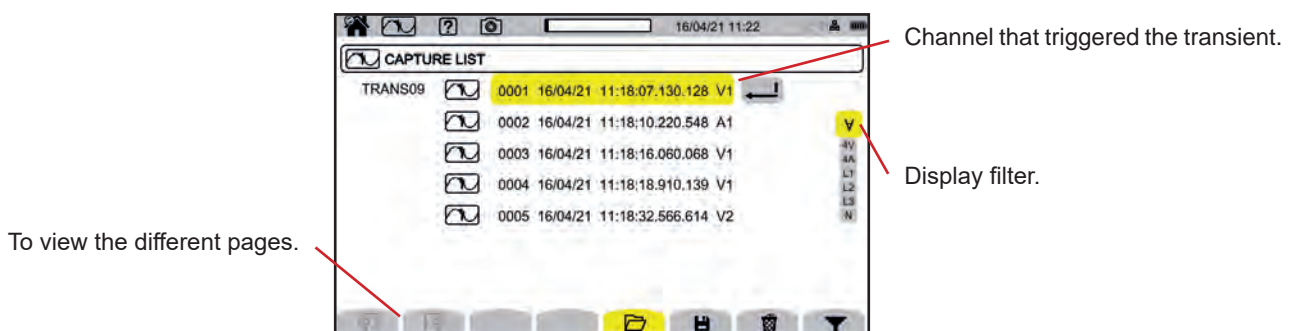 ? 16/04/21 11:22
Channel that triggered the transient.
CAPTURE LIST
TRANS09 0001 16/04/21 11:18:07.130.128 V1
0002 16/04/21 11:18:10.220.548 A1
∀
0003 16/04/21 11:18:16.060.068 V1
4V
4A
L1
Display filter.
0004 16/04/21 11:18:18.910.139 V1
L2
L3
0005 16/04/21 11:18:32.566.614 V2
N
To view the different pages.